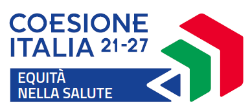 COESIONE
ITALIA 21-27
EQUITÀ
NELLA SALUTE